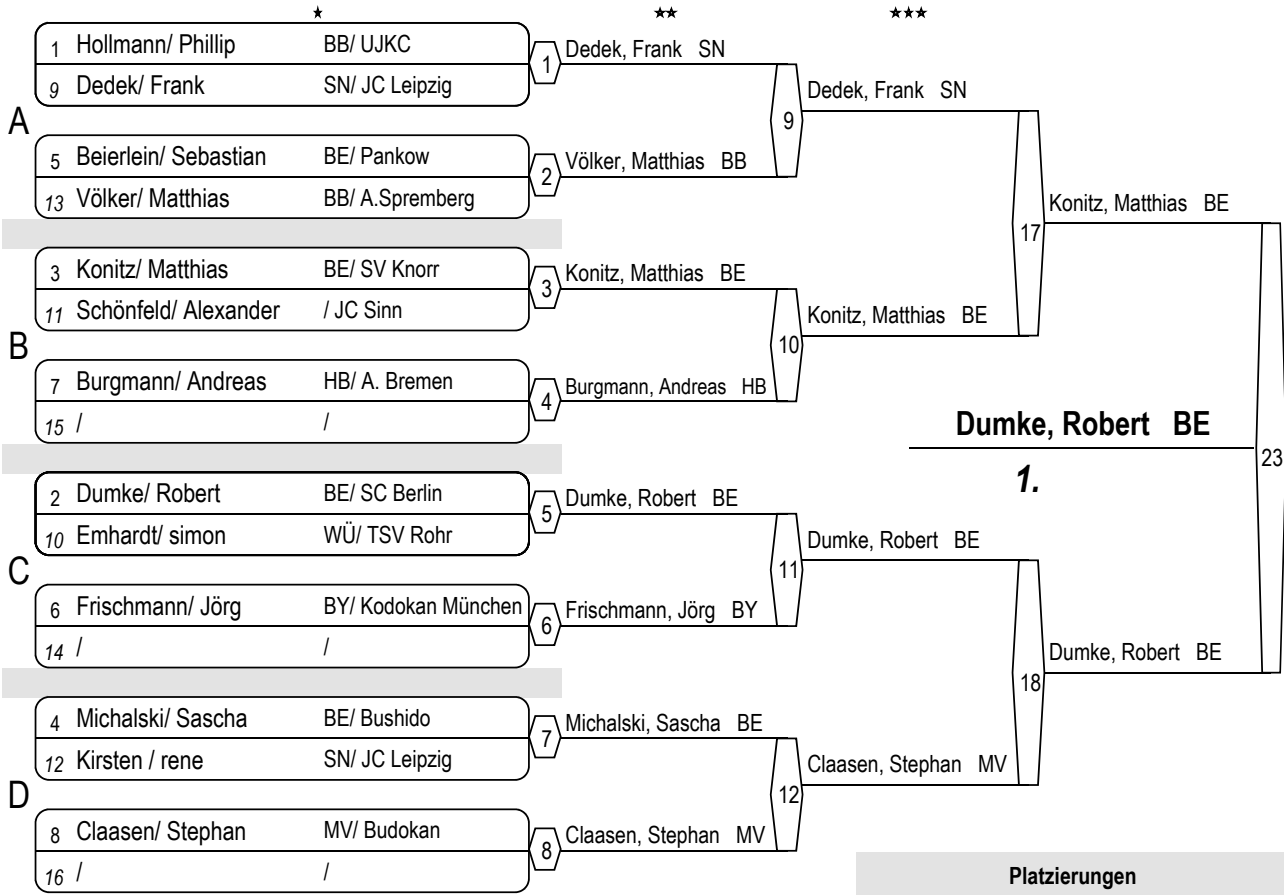 ★ ★★ ★★★
1 Hollmann/ Phillip BB/ UJKC
9 Dedek/ Frank SN/ JC Leipzig
1
Dedek, Frank SN
A
5 Beierlein/ Sebastian BE/ Pankow
13 Völker/ Matthias BB/ A.Spremberg
2
Völker, Matthias BB
9
Dedek, Frank SN
3 Konitz/ Matthias BE/ SV Knorr
11 Schönfeld/ Alexander / JC Sinn
3
Konitz, Matthias BE
B
7 Burgmann/ Andreas HB/ A. Bremen
15 / /
4
Burgmann, Andreas HB
10
Konitz, Matthias BE
17
Konitz, Matthias BE
2 Dumke/ Robert BE/ SC Berlin
10 Emhardt/ simon WÜ/ TSV Rohr
5
Dumke, Robert BE
C
6 Frischmann/ Jörg BY/ Kodokan München
14 / /
6
Frischmann, Jörg BY
11
Dumke, Robert BE
4 Michalski/ Sascha BE/ Bushido
12 Kirsten / rene SN/ JC Leipzig
7
Michalski, Sascha BE
D
8 Claasen/ Stephan MV/ Budokan
16 / /
8
Claasen, Stephan MV
12
Claasen, Stephan MV
18
Dumke, Robert BE
23
Dumke, Robert BE
1.
Platzierungen